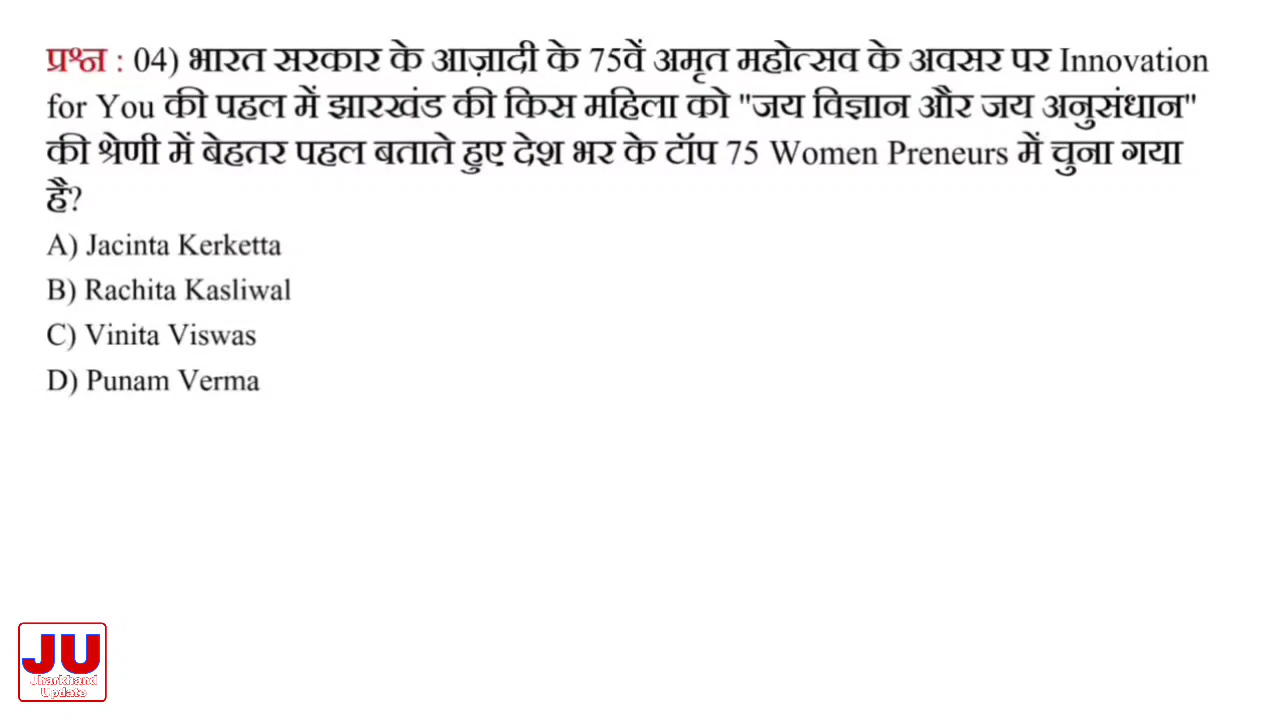 प्रश्न : 04) भारत सरकार के आज़ादी के 75वें अमृत महोत्सव के अवसर पर Innovation
for You की पहल में झारखंड की किस महिला को "जय विज्ञान और जय अनुसंधान"
की श्रेणी में बेहतर पहल बताते हुए देश भर के टॉप 75 Women Preneurs में चुना गया
है?
A) Jacinta Kerketta
B) Rachita Kasliwal
C) Vinita Viswas
D) Punam Verma
JU
Jharkhand
Update